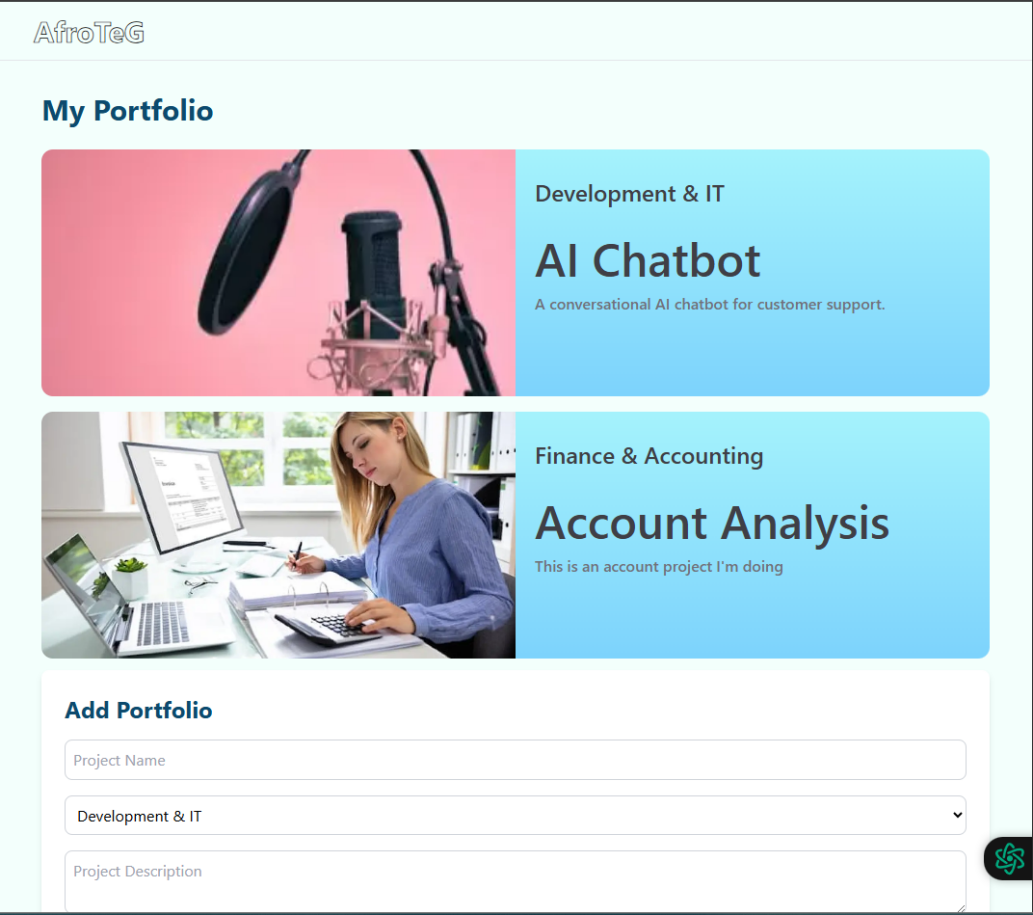 AfroTeG
My Portfolio
Development & IT
AI Chatbot
A conversational AI chatbot for customer support.
Finance & Accounting
Account Analysis
This is an account project I'm doing
Add Portfolio
Project Name
Development & IT
Project Description